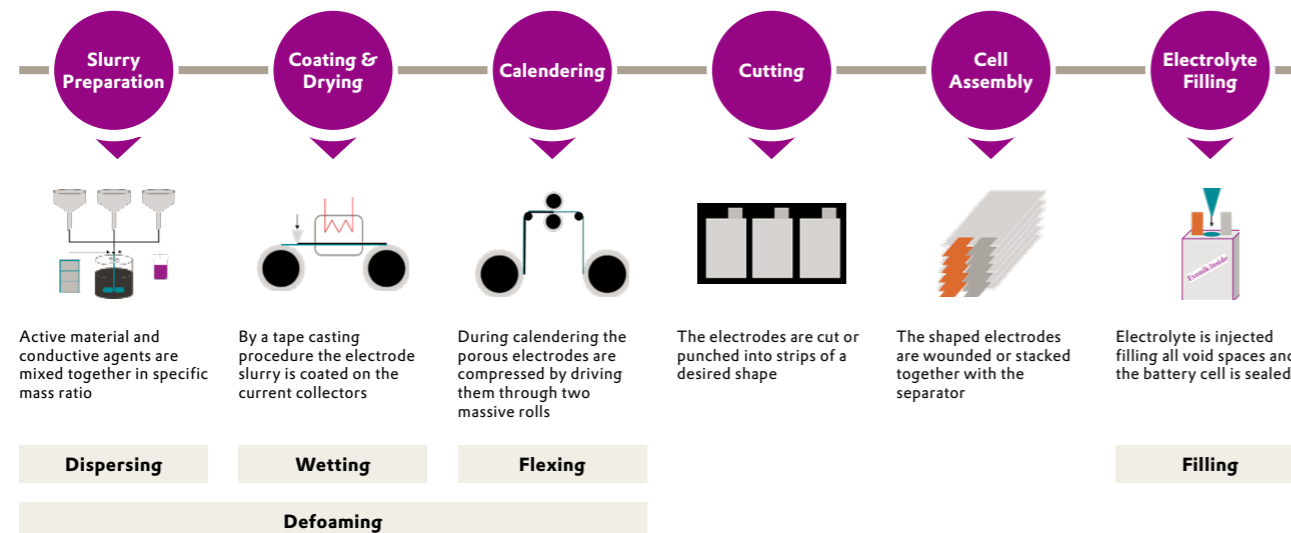 Slurry
Preparation
Coating &
Drying
Calendering
Cutting
Cell
Assembly
Electrolyte
Filling
Evonik Inside
Active material and
conductive agents are
mixed together in specific
mass ratio
By a tape casting
procedure the electrode
slurry is coated on the
current collectors
During calendering the
porous electrodes are
compressed by driving
them through two
massive rolls
The electrodes are cut or
punched into strips of a
desired shape
The shaped electrodes
are wounded or stacked
together with the
separator
Electrolyte is injected
filling all void spaces and
the battery cell is sealed
Dispersing
Wetting
Flexing
Filling
Defoaming